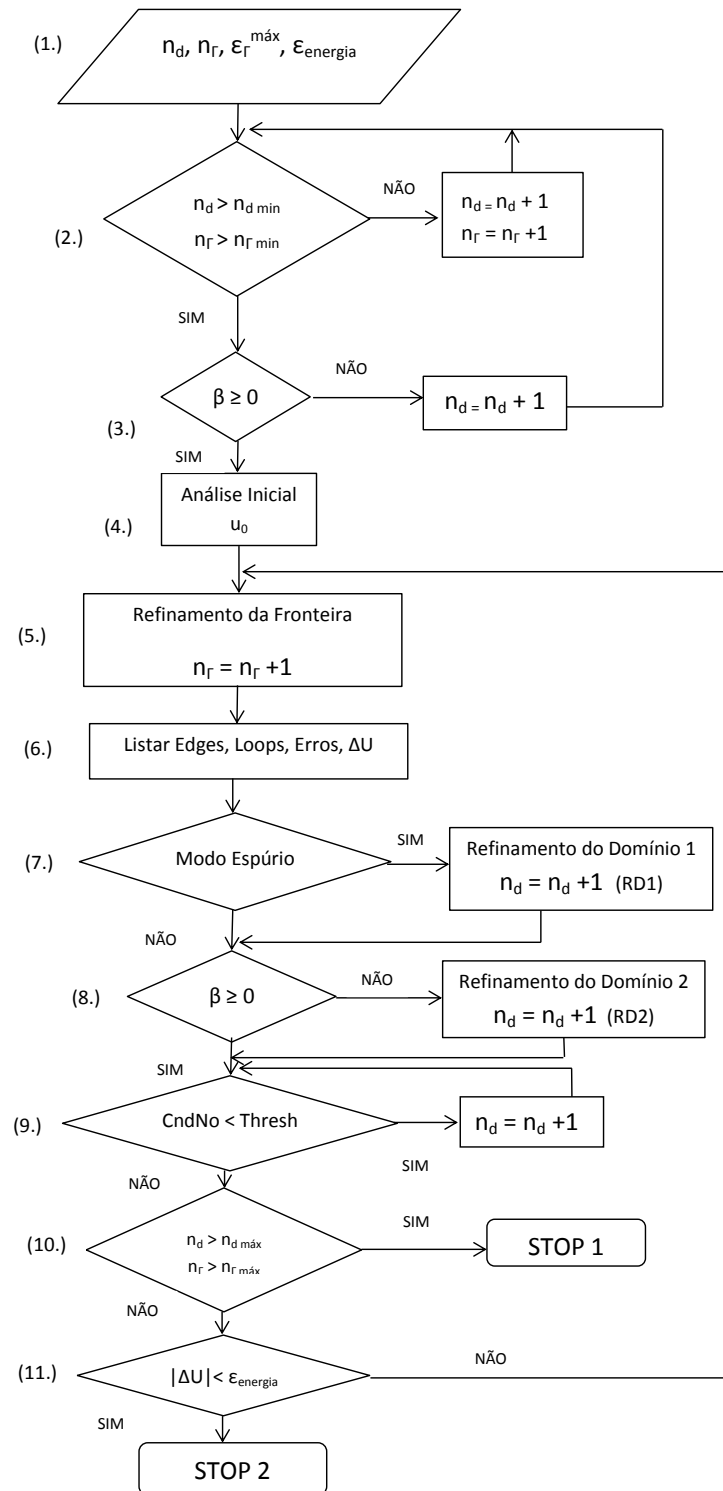 (1.)
n_d, n_Γ, ε_Γ^máx, ε_energia
(2.)
n_d > n_d min
n_Γ > n_Γ min
NÃO
n_d = n_d + 1
n_Γ = n_Γ +1
SIM
(3.)
β ≥ 0
NÃO
n_d = n_d + 1
SIM
(4.)
Análise Inicial
u_0
(5.)
Refinamento da Fronteira
n_Γ = n_Γ +1
(6.)
Listar Edges, Loops, Erros, ΔU
(7.)
Modo Espúrio
SIM
Refinamento do Domínio 1
n_d = n_d +1 (RD1)
NÃO
(8.)
β ≥ 0
NÃO
Refinamento do Domínio 2
n_d = n_d +1 (RD2)
SIM
(9.)
CndNo < Thresh
n_d = n_d +1
SIM
NÃO
(10.)
n_d > n_d máx
n_Γ > n_Γ máx
SIM
STOP 1
NÃO
(11.)
|ΔU|< ε_energia
NÃO
SIM
STOP 2